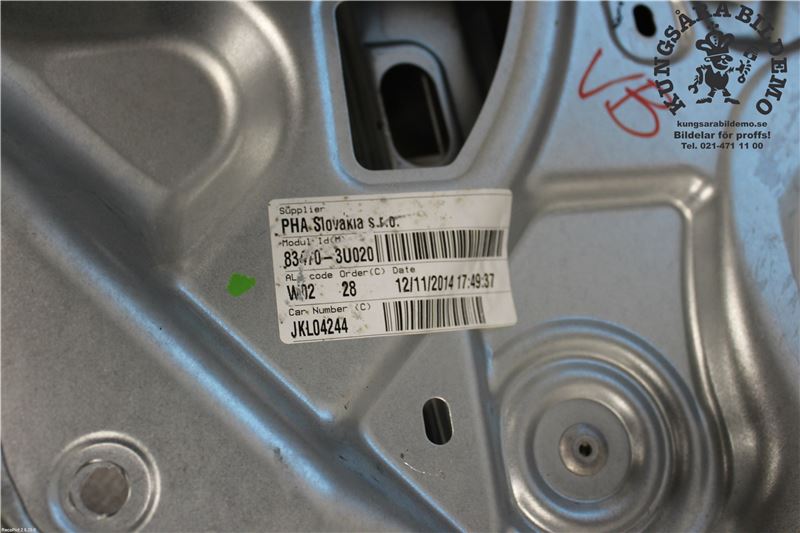 KUNGSÅRA BILDEMO
kungsarabildemo.se
Bildelar för proffs!
Tel. 021-471 11 00
VB
Supplier
PHA Slovakia s.r.o.
Modul Id(M)
83470-3U020
ALC code Order(C) Date
W02 28 12/11/2014 17:49:37
Car Number (C)
JKL04244